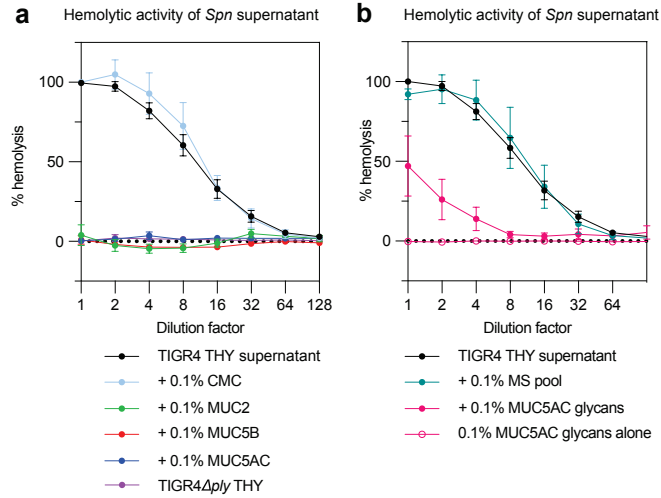 a
Hemolytic activity of Spn supernatant
% hemolysis
100
50
0
1 2 4 8 16 32 64 128
Dilution factor
TIGR4 THY supernatant
+ 0.1% CMC
+ 0.1% MUC2
+ 0.1% MUC5B
+ 0.1% MUC5AC
TIGR4Δply THY
b
Hemolytic activity of Spn supernatant
% hemolysis
100
50
0
1 2 4 8 16 32 64
Dilution factor
TIGR4 THY supernatant
+ 0.1% MS pool
+ 0.1% MUC5AC glycans
0.1% MUC5AC glycans alone